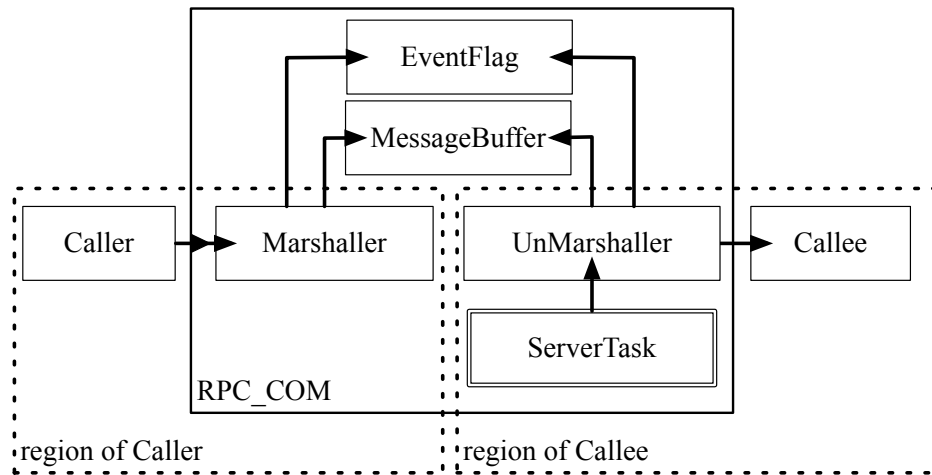 EventFlag
MessageBuffer
Caller
Marshaller
UnMarshaller
Callee
ServerTask
RPC_COM
region of Caller
region of Callee